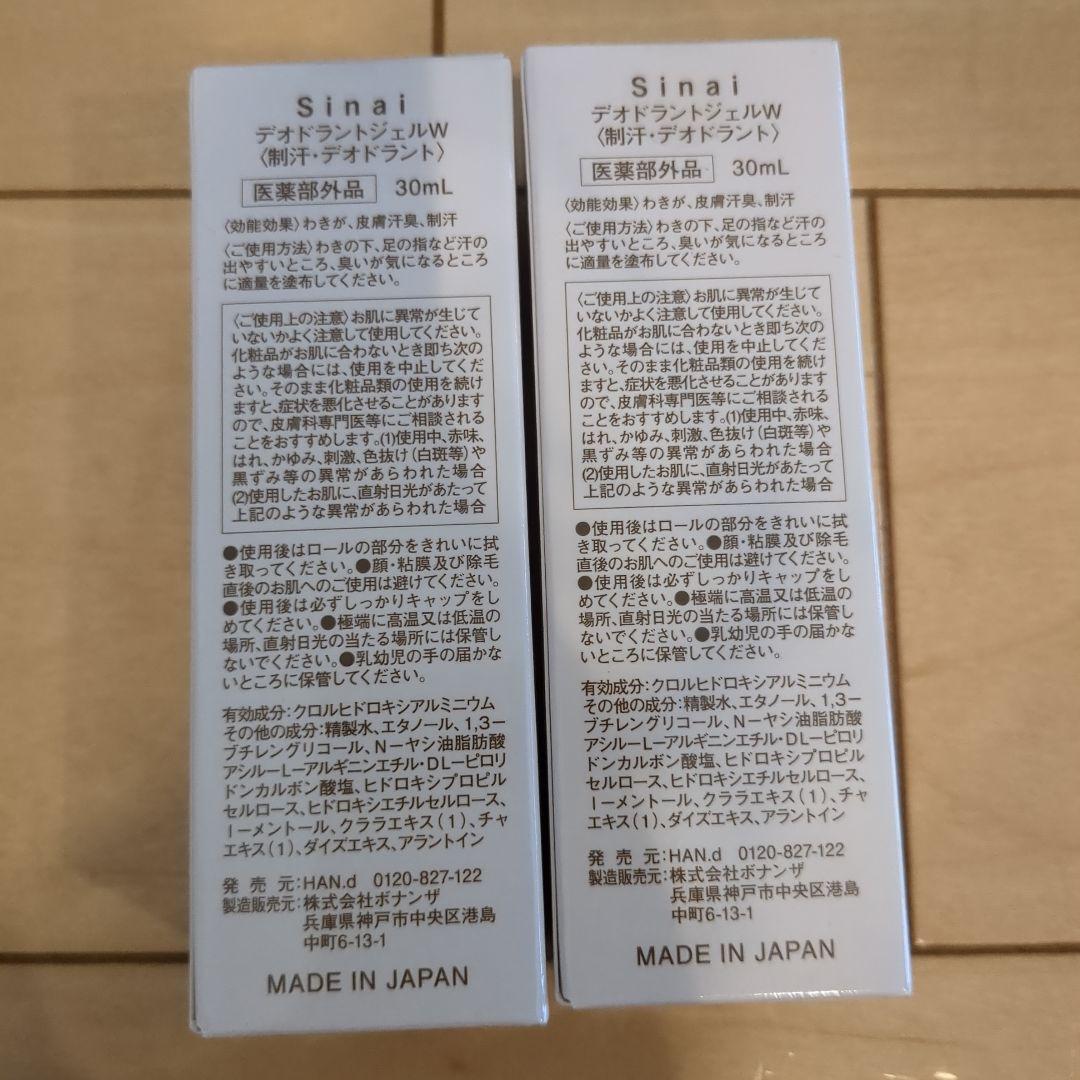 Sinai
デオドラントジェルW
〈制汗・デオドラント〉
医薬部外品 30mL
〈効能効果〉わきが、皮膚汗臭、制汗
〈ご使用方法〉わきの下、足の指など汗の
出やすいところ、臭いが気になるところ
に適量を塗布してください。
〈ご使用上の注意〉お肌に異常が生じて
いないかよく注意して使用してください。
化粧品がお肌に合わないとき即ち次の
ような場合には、使用を中止してくだ
さい。そのまま化粧品類の使用を続け
ますと、症状を悪化させることがあります
ので、皮膚科専門医等にご相談される
ことをおすすめします。(1)使用中、赤味、
はれ、かゆみ、刺激、色抜け(白斑等)や
黒ずみ等の異常があらわれた場合
(2)使用したお肌に、直射日光があたって
上記のような異常があらわれた場合
●使用後はロールの部分をきれいに拭
き取ってください。●顔・粘膜及び除毛
直後のお肌へのご使用は避けてください。
●使用後は必ずしっかりキャップをし
めてください。●極端に高温又は低温の
場所、直射日光の当たる場所には保管し
ないでください。●乳幼児の手の届かな
いところに保管してください。
有効成分:クロルヒドロキシアルミニウム
その他の成分:精製水、エタノール、1,3ー
ブチレングリコール、Nーヤシ油脂肪酸
アシルーLーアルギニンエチル・DLーピロリ
ドンカルボン酸塩、ヒドロキシプロピル
セルロース、ヒドロキシエチルセルロース、
lーメントール、クララエキス(1)、チャ
エキス(1)、ダイズエキス、アラントイン
発売元:HAN.d 0120-827-122
製造販売元:株式会社ボナンザ
兵庫県神戸市中央区港島
中町6-13-1
MADE IN JAPAN
Sinai
デオドラントジェルW
〈制汗・デオドラント〉
医薬部外品 30mL
〈効能効果〉わきが、皮膚汗臭、制汗
〈ご使用方法〉わきの下、足の指など汗の
出やすいところ、臭いが気になるところ
に適量を塗布してください。
〈ご使用上の注意〉お肌に異常が生じて
いないかよく注意して使用してください。
化粧品がお肌に合わないとき即ち次の
ような場合には、使用を中止してくだ
さい。そのまま化粧品類の使用を続け
ますと、症状を悪化させることがあります
ので、皮膚科専門医等にご相談される
ことをおすすめします。(1)使用中、赤味、
はれ、かゆみ、刺激、色抜け(白斑等)や
黒ずみ等の異常があらわれた場合
(2)使用したお肌に、直射日光があたって
上記のような異常があらわれた場合
●使用後はロールの部分をきれいに拭
き取ってください。●顔・粘膜及び除毛
直後のお肌へのご使用は避けてください。
●使用後は必ずしっかりキャップをし
めてください。●極端に高温又は低温の
場所、直射日光の当たる場所には保管し
ないでください。●乳幼児の手の届かな
いところに保管してください。
有効成分:クロルヒドロキシアルミニウム
その他の成分:精製水、エタノール、1,3ー
ブチレングリコール、Nーヤシ油脂肪酸
アシルーLーアルギニンエチル・DLーピロリ
ドンカルボン酸塩、ヒドロキシプロピル
セルロース、ヒドロキシエチルセルロース、
lーメントール、クララエキス(1)、チャ
エキス(1)、ダイズエキス、アラントイン
発売元:HAN.d 0120-827-122
製造販売元:株式会社ボナンザ
兵庫県神戸市中央区港島
中町6-13-1
MADE IN JAPAN